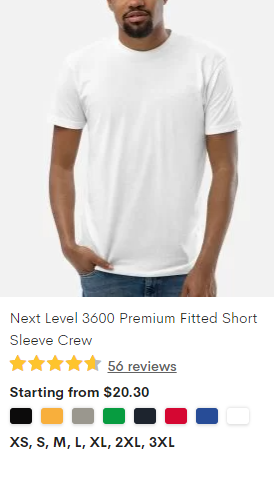 Next Level 3600 Premium Fitted Short
Sleeve Crew
56 reviews
Starting from $20.30
XS, S, M, L, XL, 2XL, 3XL